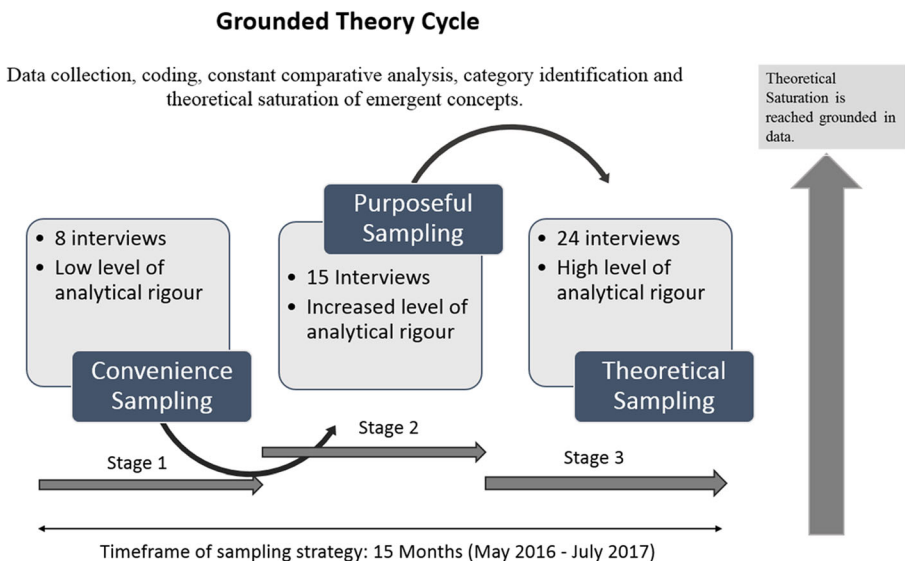 Grounded Theory Cycle
Data collection, coding, constant comparative analysis, category identification and
theoretical saturation of emergent concepts.
Theoretical
Saturation is
reached grounded in
data.
• 8 interviews
• Low level of
analytical rigour
Convenience
Sampling
Purposeful
Sampling
• 15 Interviews
• Increased level of
analytical rigour
• 24 interviews
• High level of
analytical rigour
Theoretical
Sampling
Stage 1
Stage 2
Stage 3
Timeframe of sampling strategy: 15 Months (May 2016 - July 2017)